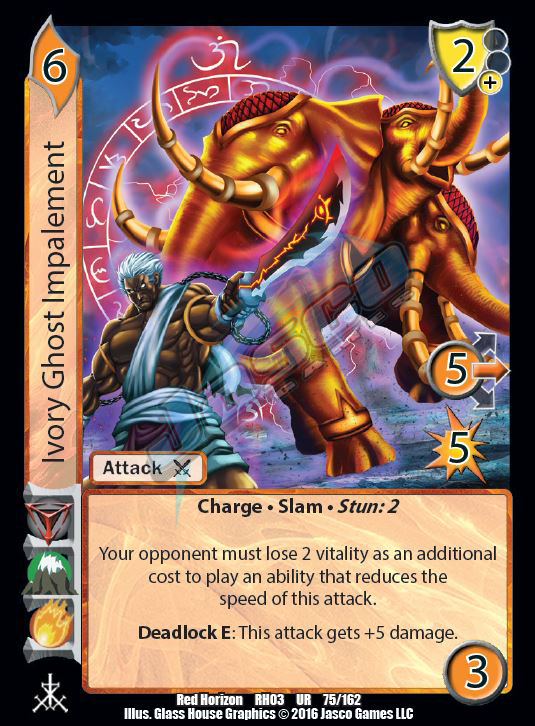 6
2
+
Ivory Ghost Impalement
JASCO
GAMES
5
5
Attack
Charge • Slam • Stun: 2
Your opponent must lose 2 vitality as an additional
cost to play an ability that reduces the
speed of this attack.
Deadlock E: This attack gets +5 damage.
3
Red Horizon RH03 UR 75/162
Illus. Glass House Graphics © 2016 Jasco Games LLC